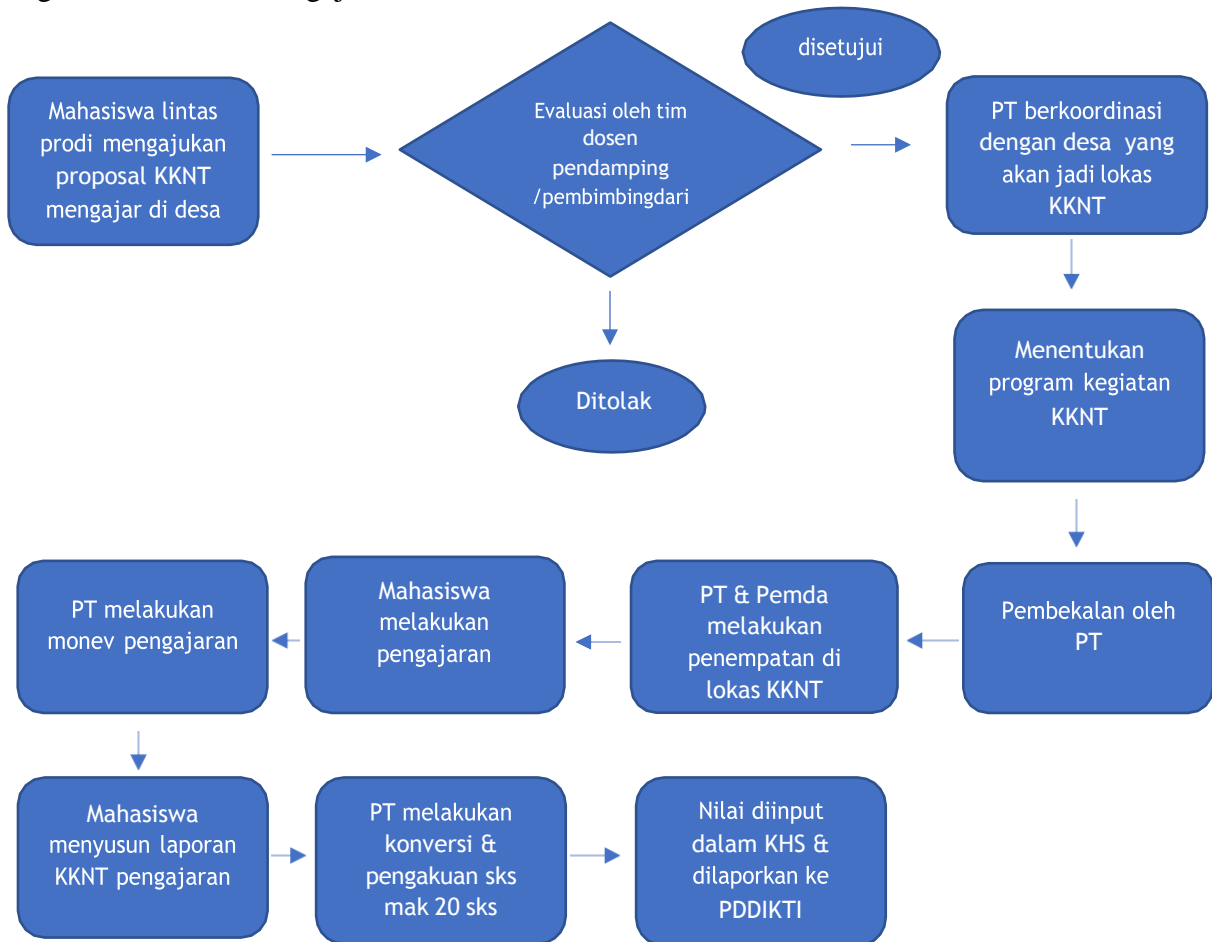 Mahasiswa lintas
prodi mengajukan
proposal KKNT
mengajar di desa
Evaluasi oleh tim
dosen
pendamping
/pembimbingdari
disetujui
PT berkoordinasi
dengan desa yang
akan jadi lokas
KKNT
Ditolak
Menentukan
program kegiatan
KKNT
Pembekalan oleh
PT
PT & Pemda
melakukan
penempatan di
lokas KKNT
Mahasiswa
melakukan
pengajaran
PT melakukan
monev pengajaran
Mahasiswa
menyusun laporan
KKNT pengajaran
PT melakukan
konversi &
pengakuan sks
mak 20 sks
Nilai diinput
dalam KHS &
dilaporkan ke
PDDIKTI